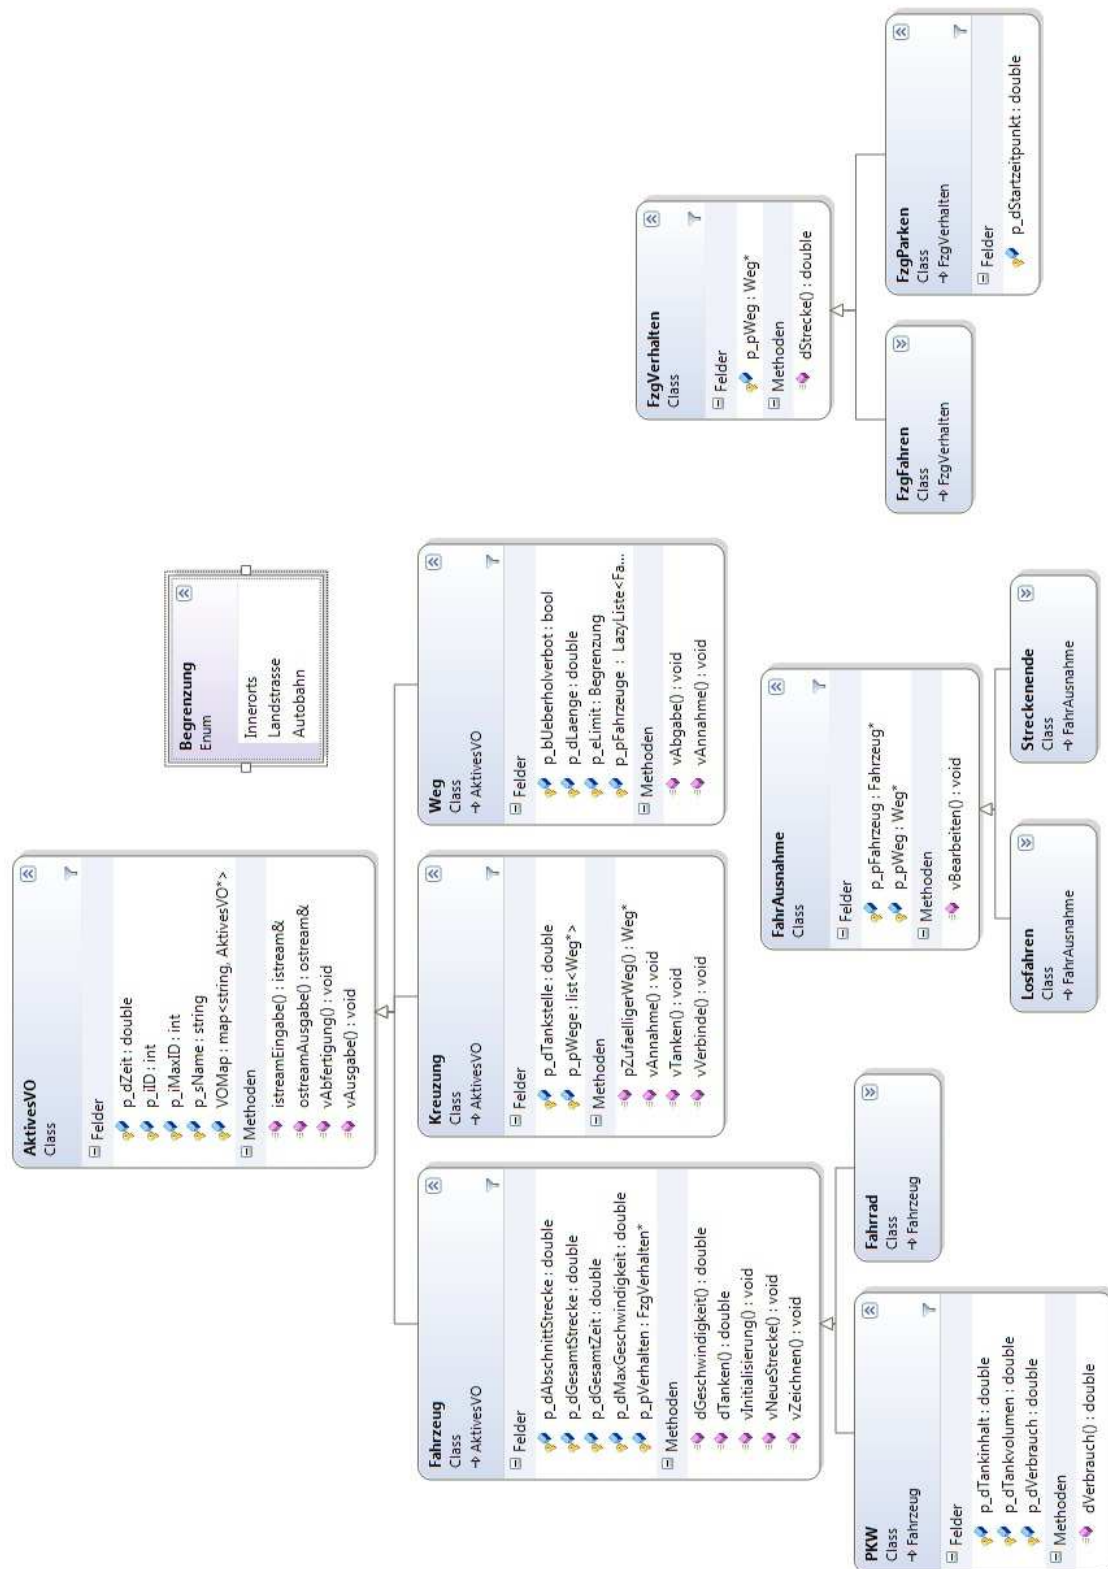 AktivesVO
Class
Felder
p_dZeit : double
p_iID : int
p_iMaxID : int
p_sName : string
VOMap : map<string, AktivesVO*>
Methoden
istreamEingabe() : istream&
ostreamAusgabe() : ostream&
vAbfertigung() : void
vAusgabe() : void
Begrenzung
Enum
Innerorts
Landstrasse
Autobahn
Fahrzeug
Class
AktivesVO
Felder
p_dAbschnittStrecke : double
p_dGesamtStrecke : double
p_dGesamtZeit : double
p_dMaxGeschwindigkeit : double
p_pVerhalten : FzgVerhalten*
Methoden
dGeschwindigkeit() : double
dTanken() : double
vInitialisierung() : void
vNeueStrecke() : void
vZeichnen() : void
Kreuzung
Class
AktivesVO
Felder
p_dTankstelle : double
p_pWege : list<Weg*>
Methoden
pZufaelligerWeg() : Weg*
vAnnahme() : void
vTanken() : void
vVerbinde() : void
Weg
Class
AktivesVO
Felder
p_bUeberholverbot : bool
p_dLaenge : double
p_eLimit : Begrenzung
p_pFahrzeuge : LazyListe<Fa...
Methoden
vAbgabe() : void
vAnnahme() : void
FzgVerhalten
Class
Felder
p_pWeg : Weg*
Methoden
dStrecke() : double
PKW
Class
Fahrzeug
Felder
p_dTankinhalt : double
p_dTankvolumen : double
p_dVerbrauch : double
Methoden
dVerbrauch() : double
Fahrrad
Class
Fahrzeug
FahrAusnahme
Class
Felder
p_pFahrzeug : Fahrzeug*
p_pWeg : Weg*
Methoden
vBearbeiten() : void
Losfahren
Class
FahrAusnahme
Streckenende
Class
FahrAusnahme
FzgFahren
Class
FzgVerhalten
FzgParken
Class
FzgVerhalten
Felder
p_dStartzeitpunkt : double